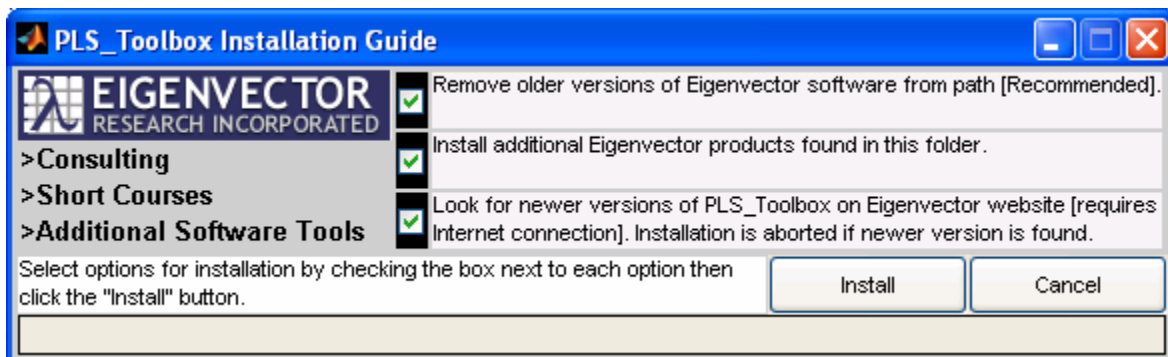 PLS_Toolbox Installation Guide
EIGENVECTOR
RESEARCH INCORPORATED
>Consulting
>Short Courses
>Additional Software Tools
Remove older versions of Eigenvector software from path [Recommended].
Install additional Eigenvector products found in this folder.
Look for newer versions of PLS_Toolbox on Eigenvector website [requires
Internet connection]. Installation is aborted if newer version is found.
Select options for installation by checking the box next to each option then
click the "Install" button.
Install
Cancel